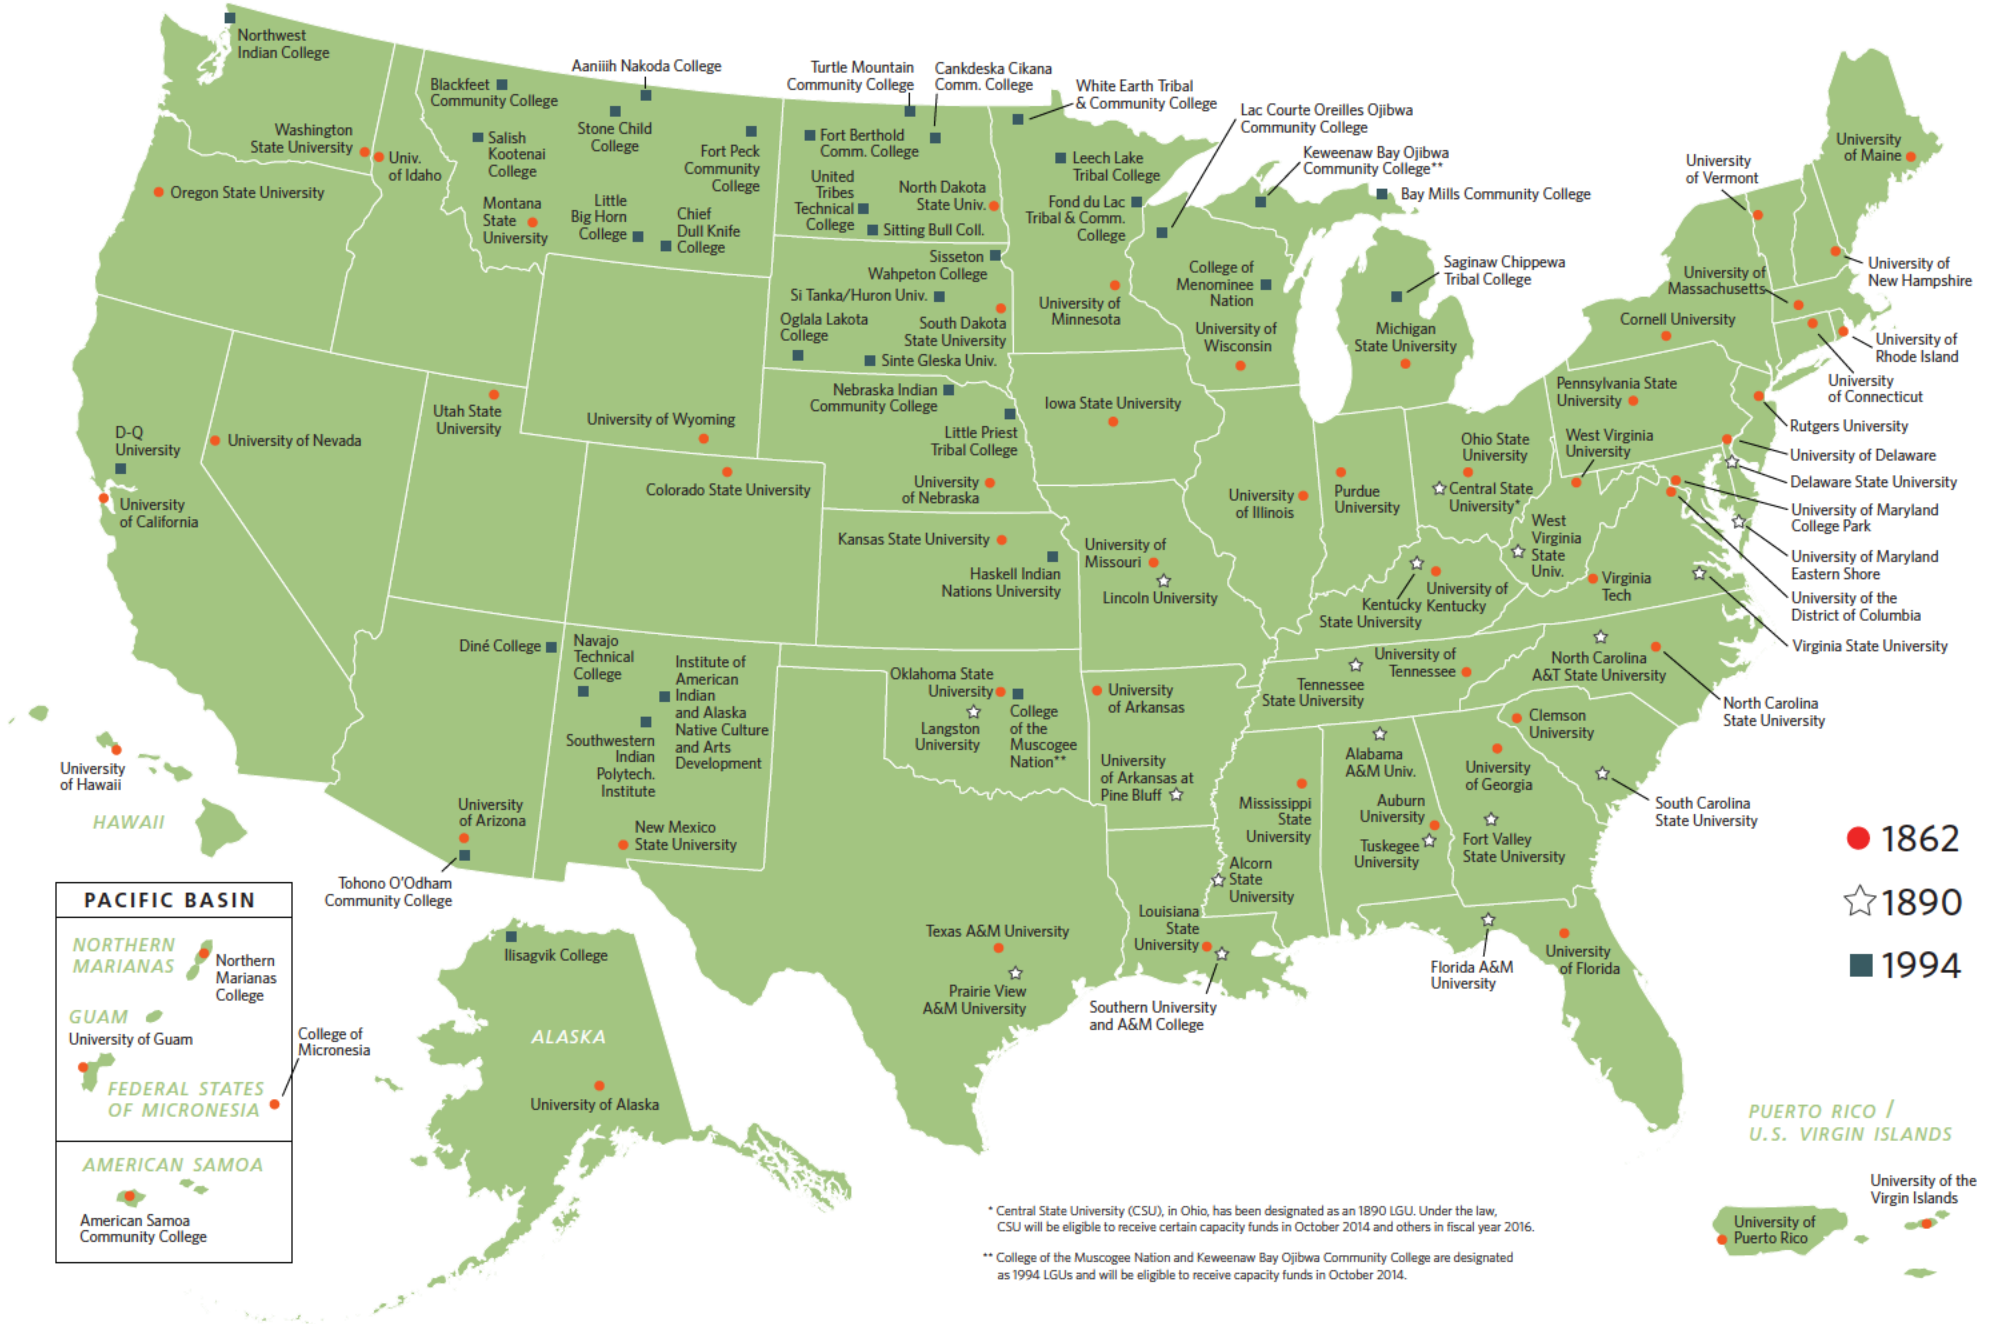 Northwest
Indian College
Washington
State University
Univ.
of Idaho
Oregon State University
Blackfeet
Community College
Salish
Kootenai
College
Montana
State
University
Aaniiih Nakoda College
Stone Child
College
Fort Peck
Community
College
Little
Big Horn
College
Chief
Dull Knife
College
Turtle Mountain
Community College
Cankdeska Cikana
Comm. College
Fort Berthold
Comm. College
United
Tribes
Technical
College
North Dakota
State Univ.
Sitting Bull Coll.
White Earth Tribal
& Community College
Leech Lake
Tribal College
Fond du Lac
Tribal & Comm.
College
Lac Courte Oreilles Ojibwa
Community College
Keweenaw Bay Ojibwa
Community College**
Bay Mills Community College
Saginaw Chippewa
Tribal College
Sisseton
Wahpeton College
Si Tanka/Huron Univ.
Oglala Lakota
College
South Dakota
State University
Sinte Gleska Univ.
University of
Minnesota
College of
Menominee
Nation
University of
Wisconsin
Michigan
State University
University
of Vermont
University
of Maine
University of
New Hampshire
University of
Massachusetts
Cornell University
University of
Rhode Island
University
of Connecticut
Pennsylvania State
University
Rutgers University
University of Delaware
Delaware State University
University of Maryland
College Park
University of Maryland
Eastern Shore
University of the
District of Columbia
Virginia State University
D-Q
University
University
of California
University of Nevada
Utah State
University
University of Wyoming
Colorado State University
Nebraska Indian
Community College
Little Priest
Tribal College
University
of Nebraska
Iowa State University
Kansas State University
Haskell Indian
Nations University
University of
Missouri
Lincoln University
University
of Illinois
Purdue
University
Ohio State
University
Central State
University*
West Virginia
University
West
Virginia
State
Univ.
Virginia
Tech
Kentucky
State University
University of
Kentucky
Diné College
Navajo
Technical
College
Institute of
American
Indian
and Alaska
Native Culture
and Arts
Development
Southwestern
Indian
Polytech.
Institute
University
of Arizona
New Mexico
State University
Tohono O'Odham
Community College
Oklahoma State
University
Langston
University
College
of the
Muscogee
Nation**
University
of Arkansas
University
of Arkansas at
Pine Bluff
Tennessee
State University
University of
Tennessee
North Carolina
A&T State University
North Carolina
State University
Clemson
University
South Carolina
State University
Alabama
A&M Univ.
Auburn
University
Tuskegee
University
University
of Georgia
Fort Valley
State University
Mississippi
State
University
Alcorn
State
University
Louisiana
State
University
Southern University
and A&M College
Texas A&M University
Prairie View
A&M University
Florida A&M
University
University
of Florida
University
of Hawaii
HAWAII
PACIFIC BASIN
NORTHERN
MARIANAS
Northern
Marianas
College
GUAM
University of Guam
FEDERAL STATES
OF MICRONESIA
College of
Micronesia
AMERICAN SAMOA
American Samoa
Community College
Ilisagvik College
ALASKA
University of Alaska
1862
1890
1994
PUERTO RICO /
U.S. VIRGIN ISLANDS
University of the
Virgin Islands
University of
Puerto Rico
* Central State University (CSU), in Ohio, has been designated as an 1890 LGU. Under the law,
CSU will be eligible to receive certain capacity funds in October 2014 and others in fiscal year 2016.
** College of the Muscogee Nation and Keweenaw Bay Ojibwa Community College are designated
as 1994 LGUs and will be eligible to receive capacity funds in October 2014.